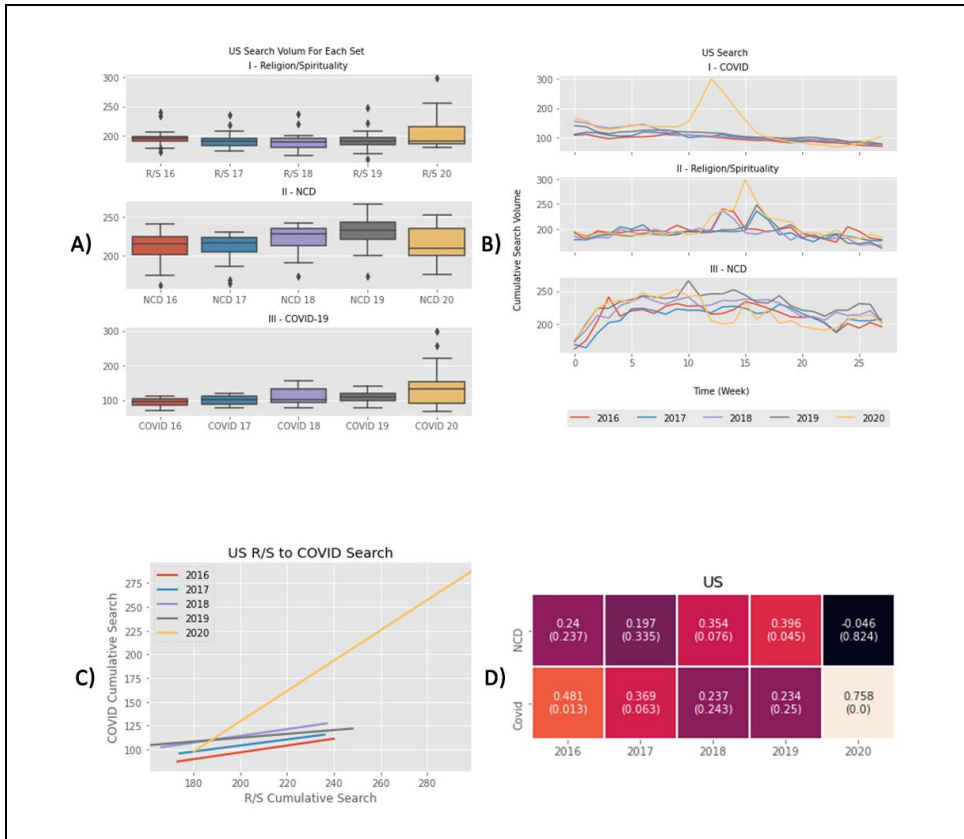 US Search Volum For Each Set
I - Religion/Spirituality
300
200
R/S 16 R/S 17 R/S 18 R/S 19 R/S 20
II - NCD
250
200
A)
NCD 16 NCD 17 NCD 18 NCD 19 NCD 20
III - COVID-19
300
200
100
COVID 16 COVID 17 COVID 18 COVID 19 COVID 20
US Search
I - COVID
300
200
100
II - Religion/Spirituality
300
200
B)
Cumulative Search Volume
III - NCD
250
200
0 5 10 15 20 25
Time (Week)
2016 2017 2018 2019 2020
US R/S to COVID Search
2016
2017
2018
2019
2020
275
250
225
200
175
150
125
100
C)
COVID Cumulative Search
180 200 220 240 260 280
R/S Cumulative Search
US
D)
NCD
0.24 0.197 0.354 0.396 -0.046
(0.237) (0.335) (0.076) (0.045) (0.824)
Covid
0.481 0.369 0.237 0.234 0.758
(0.013) (0.063) (0.243) (0.25) (0.0)
2016 2017 2018 2019 2020